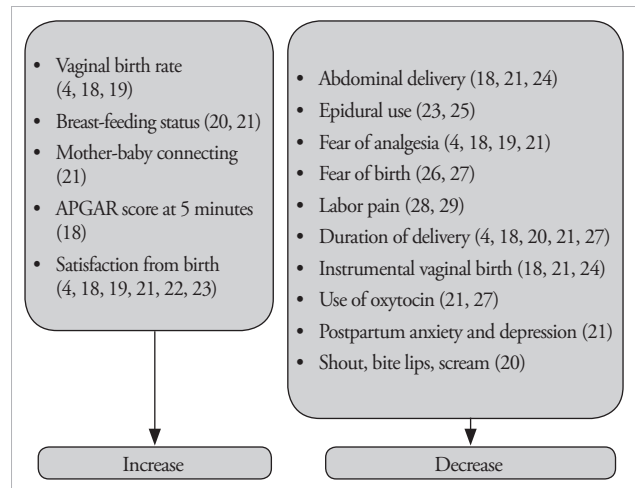 • Vaginal birth rate
(4, 18, 19)
• Breast-feeding status (20, 21)
• Mother-baby connecting
(21)
• APGAR score at 5 minutes
(18)
• Satisfaction from birth
(4, 18, 19, 21, 22, 23)
Increase
• Abdominal delivery (18, 21, 24)
• Epidural use (23, 25)
• Fear of analgesia (4, 18, 19, 21)
• Fear of birth (26, 27)
• Labor pain (28, 29)
• Duration of delivery (4, 18, 20, 21, 27)
• Instrumental vaginal birth (18, 21, 24)
• Use of oxytocin (21, 27)
• Postpartum anxiety and depression (21)
• Shout, bite lips, scream (20)
Decrease